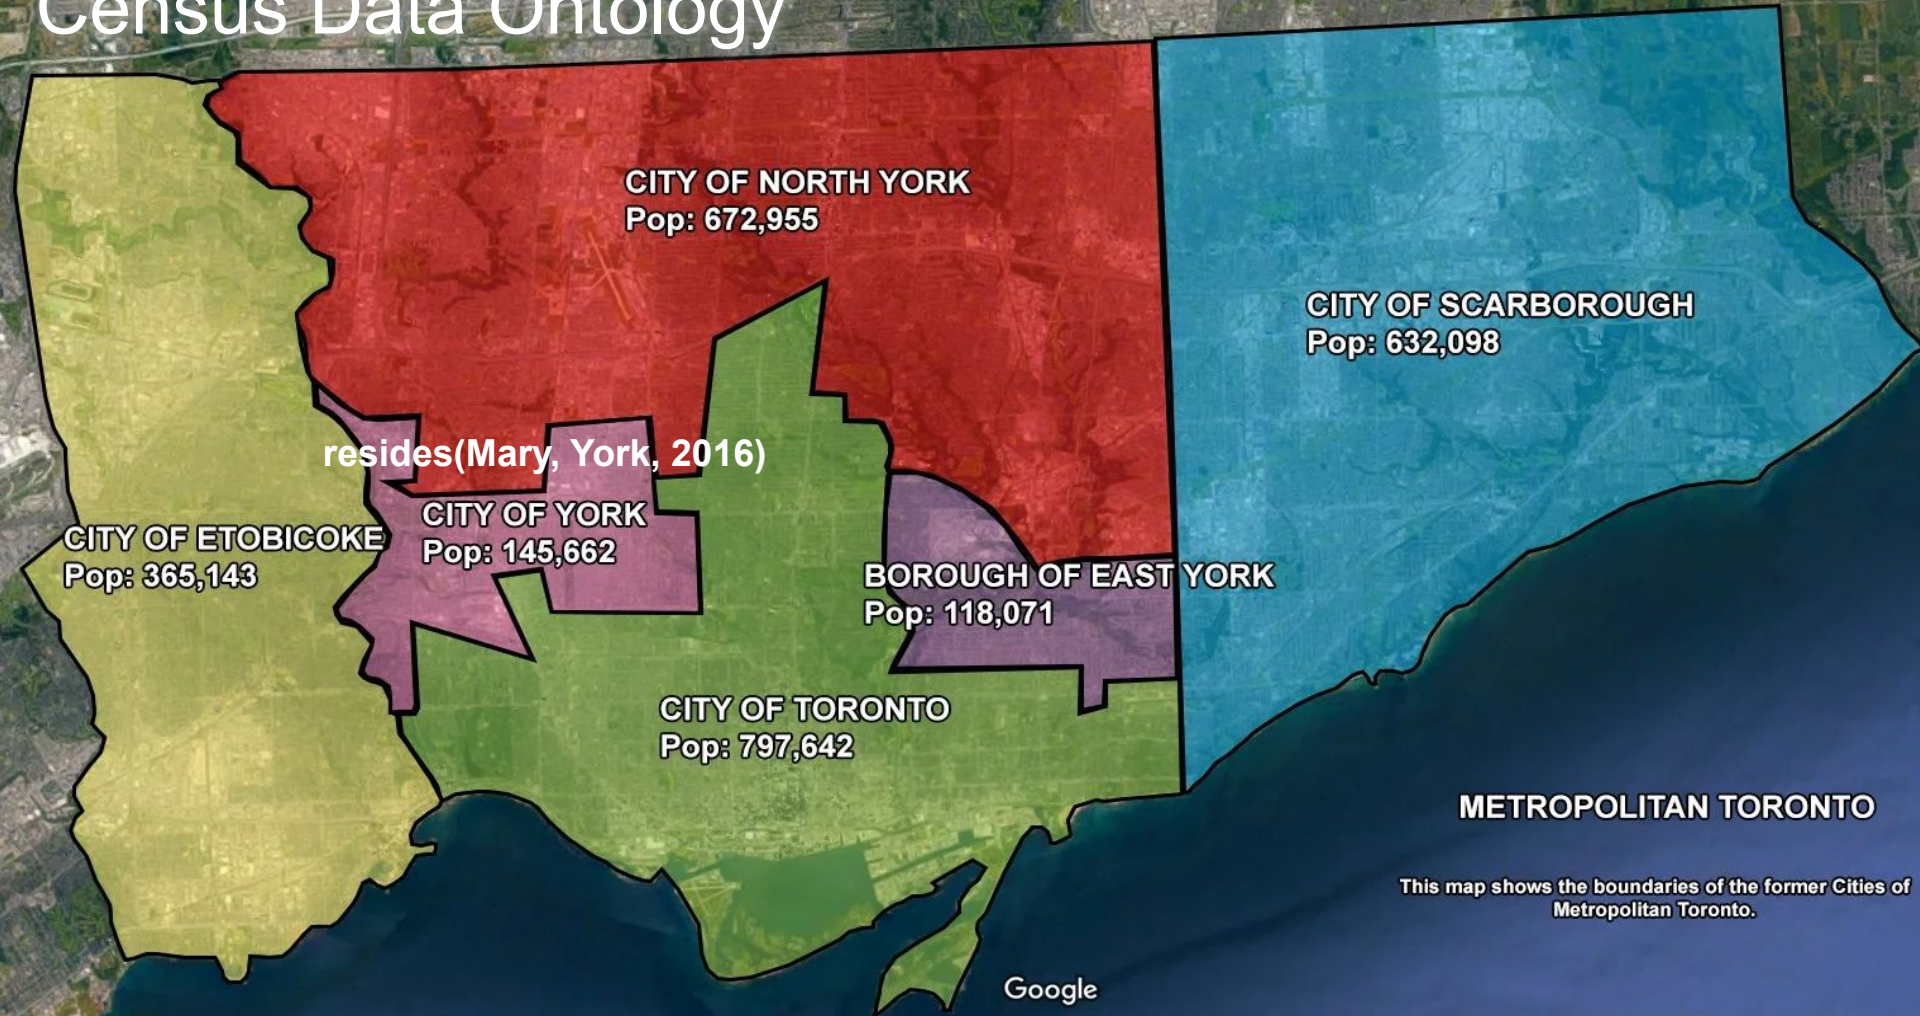 Census Data Ontology
CITY OF NORTH YORK
Pop: 672,955
CITY OF SCARBOROUGH
Pop: 632,098
resides(Mary, York, 2016)
CITY OF YORK
Pop: 145,662
CITY OF ETOBICOKE
Pop: 365,143
BOROUGH OF EAST YORK
Pop: 118,071
CITY OF TORONTO
Pop: 797,642
METROPOLITAN TORONTO
This map shows the boundaries of the former Cities of
Metropolitan Toronto.
Google